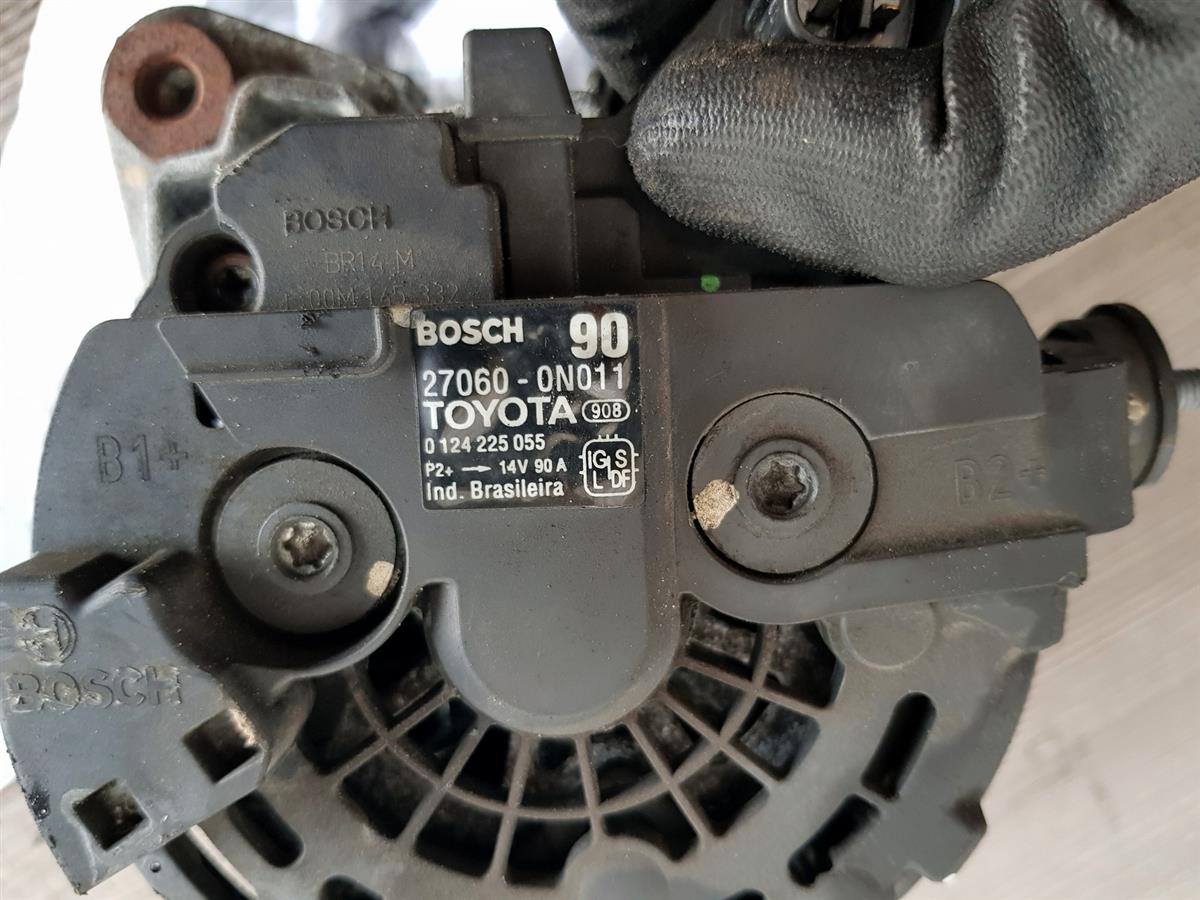 BOSCH
BR14-M
BOSCH 90
27060-0N011
TOYOTA 908
0 124 225 055
P2+ → 14V 90 A
IG S
L L DF
Ind. Brasileira
B1+
B2+
BOSCH